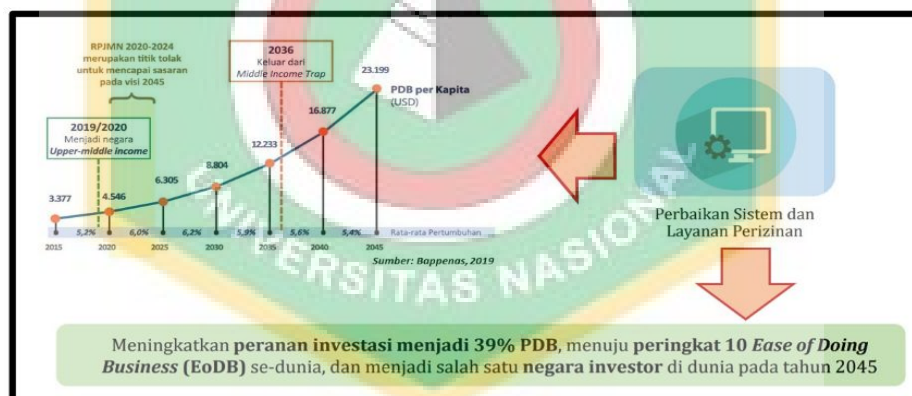 RPJMN 2020-2024
merupakan titik tolak
untuk mencapai sasaran
pada visi 2045
2036
Keluar dari
Middle Income Trap
23.199
PDB per Kapita
(USD)
16.877
2019/2020
Menjadi negara
Upper-middle income
12.233
8.804
6.305
4.546
3.377
5,2%
6,0%
6,2%
5,9%
5,6%
5,4%
Rata-rata Pertumbuhan
2015
2020
2025
2030
2035
2040
2045
Sumber: Bappenas, 2019
Perbaikan Sistem dan
Layanan Perizinan
UNIVERSITAS NASIONAL
Meningkatkan peranan investasi menjadi 39% PDB, menuju peringkat 10 Ease of Doing
Business (EoDB) se-dunia, dan menjadi salah satu negara investor di dunia pada tahun 2045